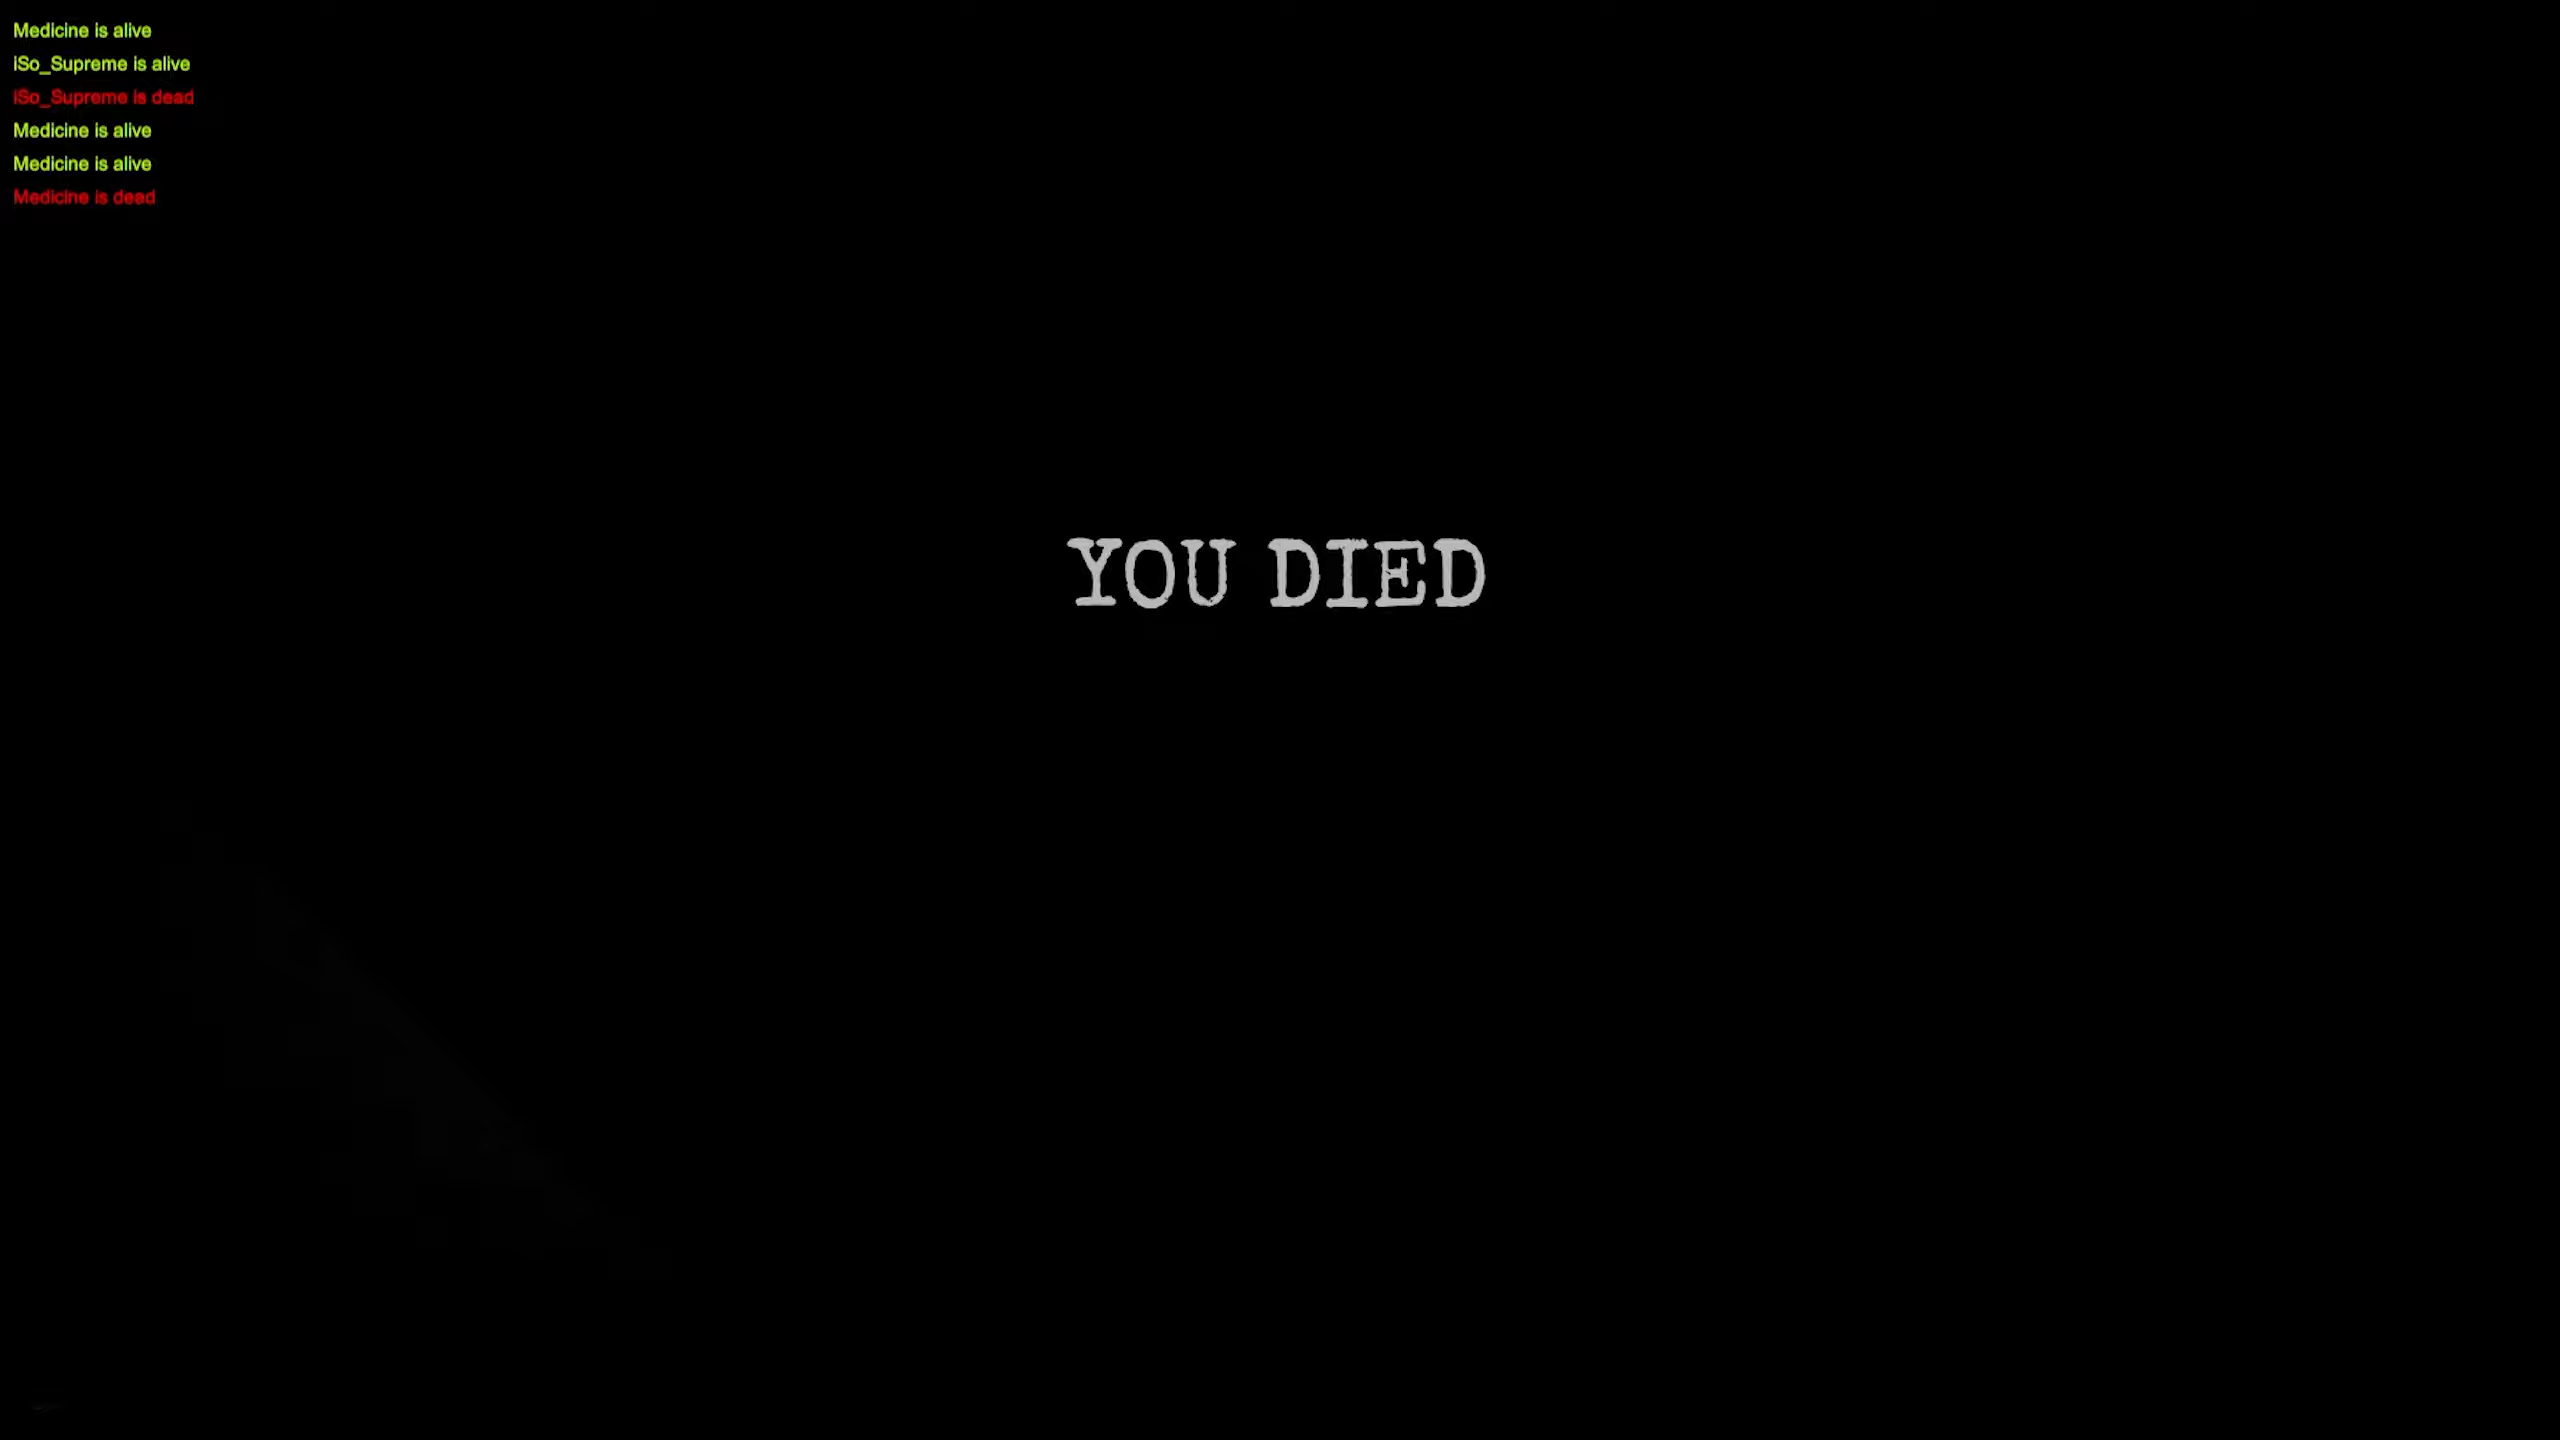 Medicine is alive
iSo_Supreme is alive
iSo_Supreme is dead
Medicine is alive
Medicine is alive
Medicine is dead
YOU DIED